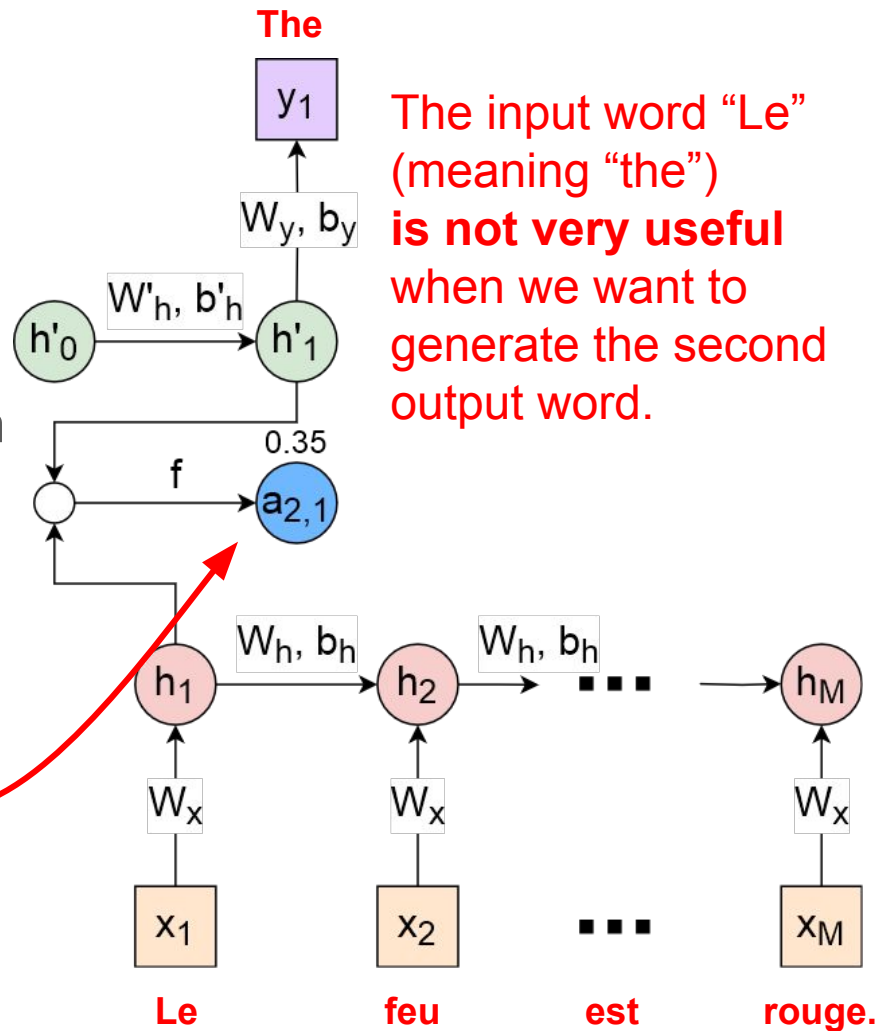 The
y1
The input word “Le”
(meaning “the”)
is not very useful
when we want to
generate the second
output word.
Wy, by
W'h, b'h
h'0
h'1
0.35
f
a2,1
Wh, bh
Wh, bh
h1
h2
...
hM
Wx
Wx
Wx
x1
x2
...
xM
Le feu est rouge.